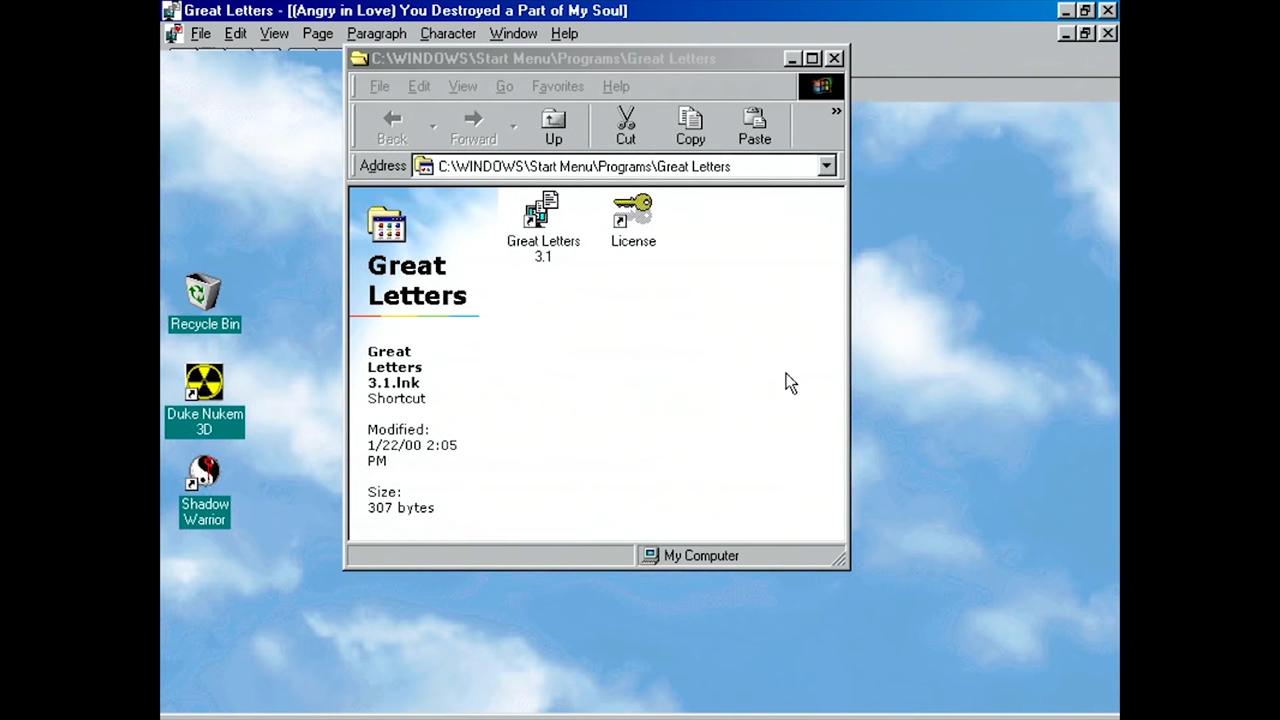 Great Letters - [(Angry in Love) You Destroyed a Part of My Soul]
File Edit View Page Paragraph Character Window Help
C:\WINDOWS\Start Menu\Programs\Great Letters
File Edit View Go Favorites Help
Back Forward Up Cut Copy Paste »
Address C:\WINDOWS\Start Menu\Programs\Great Letters
Great Letters
3.1
License
Great
Letters
Great
Letters
3.1.lnk
Shortcut
Modified:
1/22/00 2:05
PM
Size:
307 bytes
My Computer
Recycle Bin
Duke Nukem
3D
Shadow
Warrior